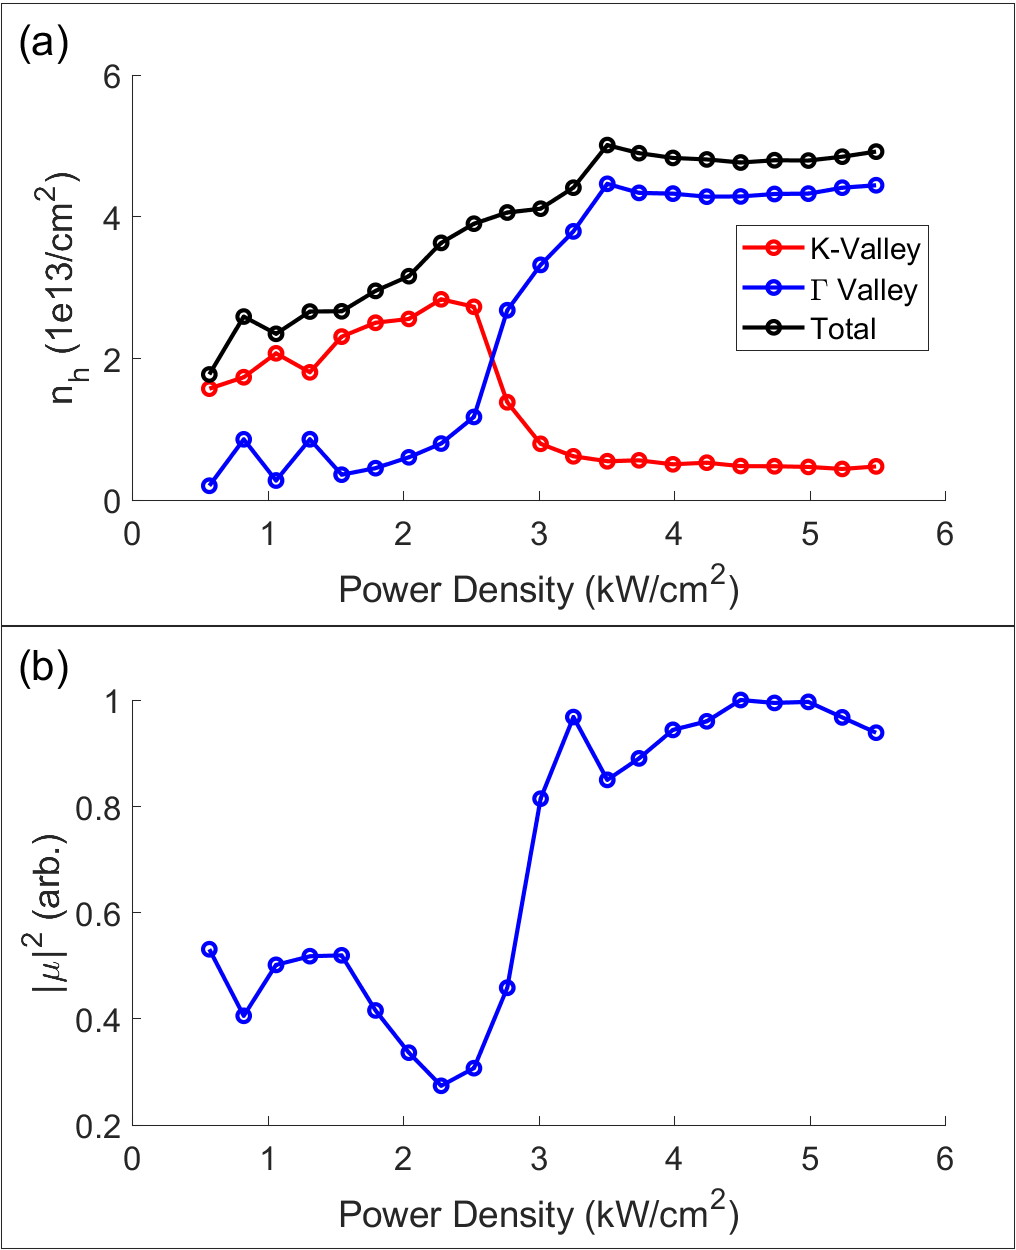 (a)
6
4
2
0
n_h (1e13/cm^2)
K-Valley
Γ Valley
Total
0 1 2 3 4 5 6
Power Density (kW/cm^2)
(b)
1
0.8
0.6
0.4
0.2
|μ|^2 (arb.)
0 1 2 3 4 5 6
Power Density (kW/cm^2)